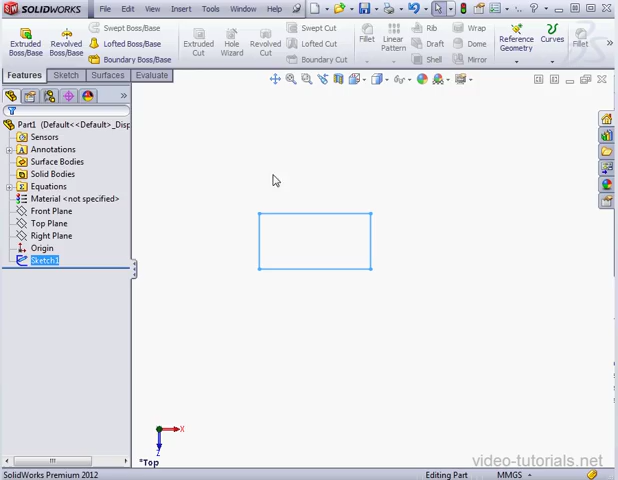 SOLIDWORKS File Edit View Insert Tools Window Help
Extruded Boss/Base
Revolved Boss/Base
Swept Boss/Base
Lofted Boss/Base
Boundary Boss/Base
Extruded Cut
Hole Wizard
Revolved Cut
Swept Cut
Lofted Cut
Boundary Cut
Fillet
Linear Pattern
Rib
Draft
Shell
Wrap
Dome
Mirror
Reference Geometry
Curves
Fillet
Features Sketch Surfaces Evaluate
Part1 (Default<<Default>_Disp
Sensors
Annotations
Surface Bodies
Solid Bodies
Equations
Material <not specified>
Front Plane
Top Plane
Right Plane
Origin
Sketch1
X
Z
*Top
video-tutorials.net
SolidWorks Premium 2012 Editing Part MMGS